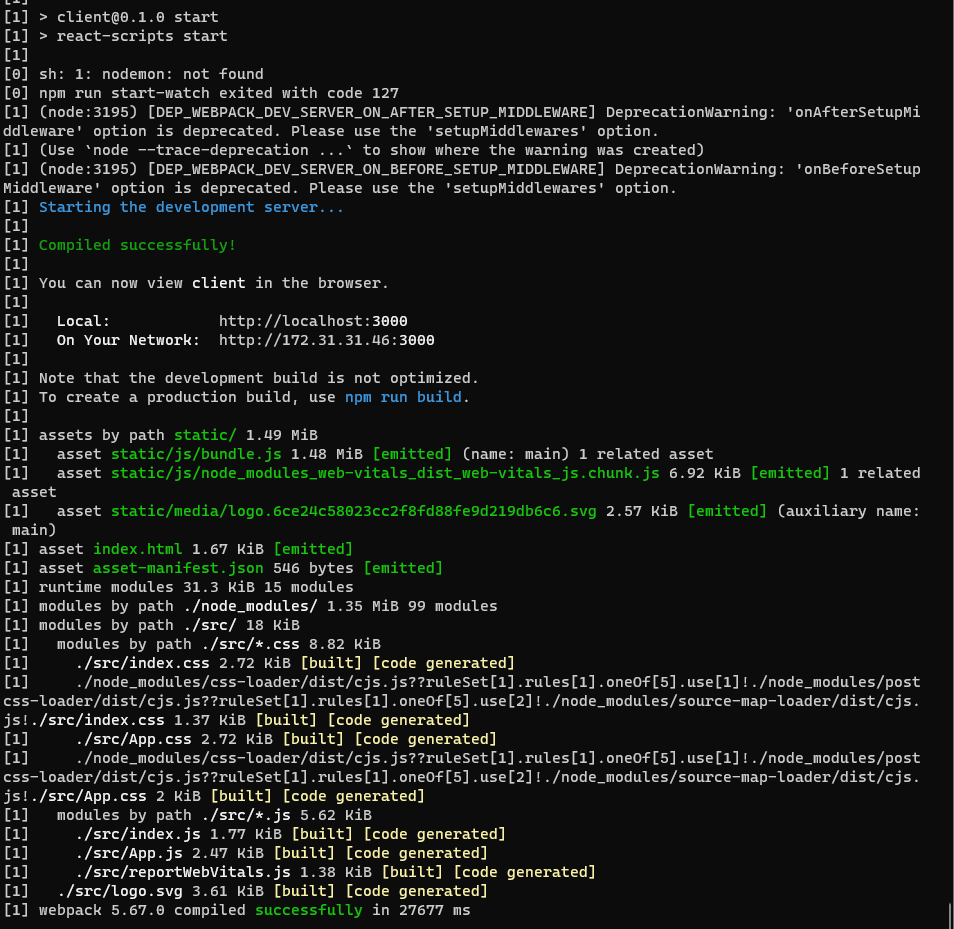 [1]
[1] > client@0.1.0 start
[1] > react-scripts start
[1]
[0] sh: 1: nodemon: not found
[0] npm run start-watch exited with code 127
[1] (node:3195) [DEP_WEBPACK_DEV_SERVER_ON_AFTER_SETUP_MIDDLEWARE] DeprecationWarning: 'onAfterSetupMi
ddleware' option is deprecated. Please use the 'setupMiddlewares' option.
[1] (Use `node --trace-deprecation ...` to show where the warning was created)
[1] (node:3195) [DEP_WEBPACK_DEV_SERVER_ON_BEFORE_SETUP_MIDDLEWARE] DeprecationWarning: 'onBeforeSetup
Middleware' option is deprecated. Please use the 'setupMiddlewares' option.
[1] Starting the development server...
[1]
[1] Compiled successfully!
[1]
[1] You can now view client in the browser.
[1]
[1]   Local:            http://localhost:3000
[1]   On Your Network:  http://172.31.31.46:3000
[1]
[1] Note that the development build is not optimized.
[1] To create a production build, use npm run build.
[1]
[1] assets by path static/ 1.49 MiB
[1]   asset static/js/bundle.js 1.48 MiB [emitted] (name: main) 1 related asset
[1]   asset static/js/node_modules_web-vitals_dist_web-vitals_js.chunk.js 6.92 KiB [emitted] 1 related
 asset
[1]   asset static/media/logo.6ce24c58023cc2f8fd88fe9d219db6c6.svg 2.57 KiB [emitted] (auxiliary name:
 main)
[1] asset index.html 1.67 KiB [emitted]
[1] asset asset-manifest.json 546 bytes [emitted]
[1] runtime modules 31.3 KiB 15 modules
[1] modules by path ./node_modules/ 1.35 MiB 99 modules
[1] modules by path ./src/ 18 KiB
[1]   modules by path ./src/*.css 8.82 KiB
[1]     ./src/index.css 2.72 KiB [built] [code generated]
[1]     ./node_modules/css-loader/dist/cjs.js??ruleSet[1].rules[1].oneOf[5].use[1]!./node_modules/post
css-loader/dist/cjs.js??ruleSet[1].rules[1].oneOf[5].use[2]!./node_modules/source-map-loader/dist/cjs.
js!./src/index.css 1.37 KiB [built] [code generated]
[1]     ./src/App.css 2.72 KiB [built] [code generated]
[1]     ./node_modules/css-loader/dist/cjs.js??ruleSet[1].rules[1].oneOf[5].use[1]!./node_modules/post
css-loader/dist/cjs.js??ruleSet[1].rules[1].oneOf[5].use[2]!./node_modules/source-map-loader/dist/cjs.
js!./src/App.css 2 KiB [built] [code generated]
[1]   modules by path ./src/*.js 5.62 KiB
[1]     ./src/index.js 1.77 KiB [built] [code generated]
[1]     ./src/App.js 2.47 KiB [built] [code generated]
[1]     ./src/reportWebVitals.js 1.38 KiB [built] [code generated]
[1]   ./src/logo.svg 3.61 KiB [built] [code generated]
[1] webpack 5.67.0 compiled successfully in 27677 ms